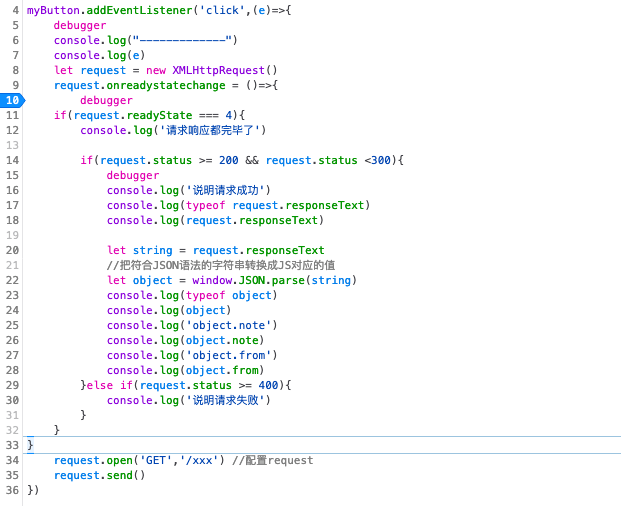 4 myButton.addEventListener('click',(e)=>{
5     debugger
6     console.log("-------------")
7     console.log(e)
8     let request = new XMLHttpRequest()
9     request.onreadystatechange = ()=>{
10         debugger
11     if(request.readyState === 4){
12         console.log('请求响应都完毕了')
13
14         if(request.status >= 200 && request.status <300){
15             debugger
16             console.log('说明请求成功')
17             console.log(typeof request.responseText)
18             console.log(request.responseText)
19
20             let string = request.responseText
21             //把符合JSON语法的字符串转换成JS对应的值
22             let object = window.JSON.parse(string)
23             console.log(typeof object)
24             console.log(object)
25             console.log('object.note')
26             console.log(object.note)
27             console.log('object.from')
28             console.log(object.from)
29         }else if(request.status >= 400){
30             console.log('说明请求失败')
31         }
32     }
33 }
34     request.open('GET','/xxx') //配置request
35     request.send()
36 })